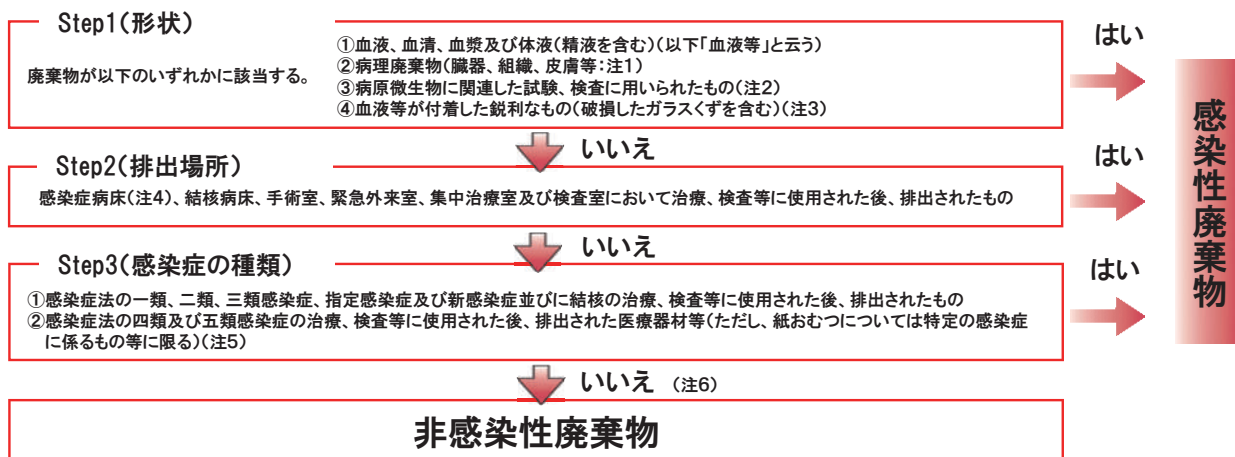 Step1(形状)
廃棄物が以下のいずれかに該当する。
①血液、血清、血漿及び体液(精液を含む)(以下「血液等」と云う)
②病理廃棄物(臓器、組織、皮膚等:注1)
③病原微生物に関連した試験、検査に用いられたもの(注2)
④血液等が付着した鋭利なもの(破損したガラスくずを含む)(注3)
はい
いいえ
Step2(排出場所)
感染症病床(注4)、結核病床、手術室、緊急外来室、集中治療室及び検査室において治療、検査等に使用された後、排出されたもの
はい
いいえ
Step3(感染症の種類)
①感染症法の一類、二類、三類感染症、指定感染症及び新感染症並びに結核の治療、検査等に使用された後、排出されたもの
②感染症法の四類及び五類感染症の治療、検査等に使用された後、排出された医療器材等(ただし、紙おむつについては特定の感染症
に係るもの等に限る)(注5)
はい
いいえ (注6)
非感染性廃棄物
感染性廃棄物